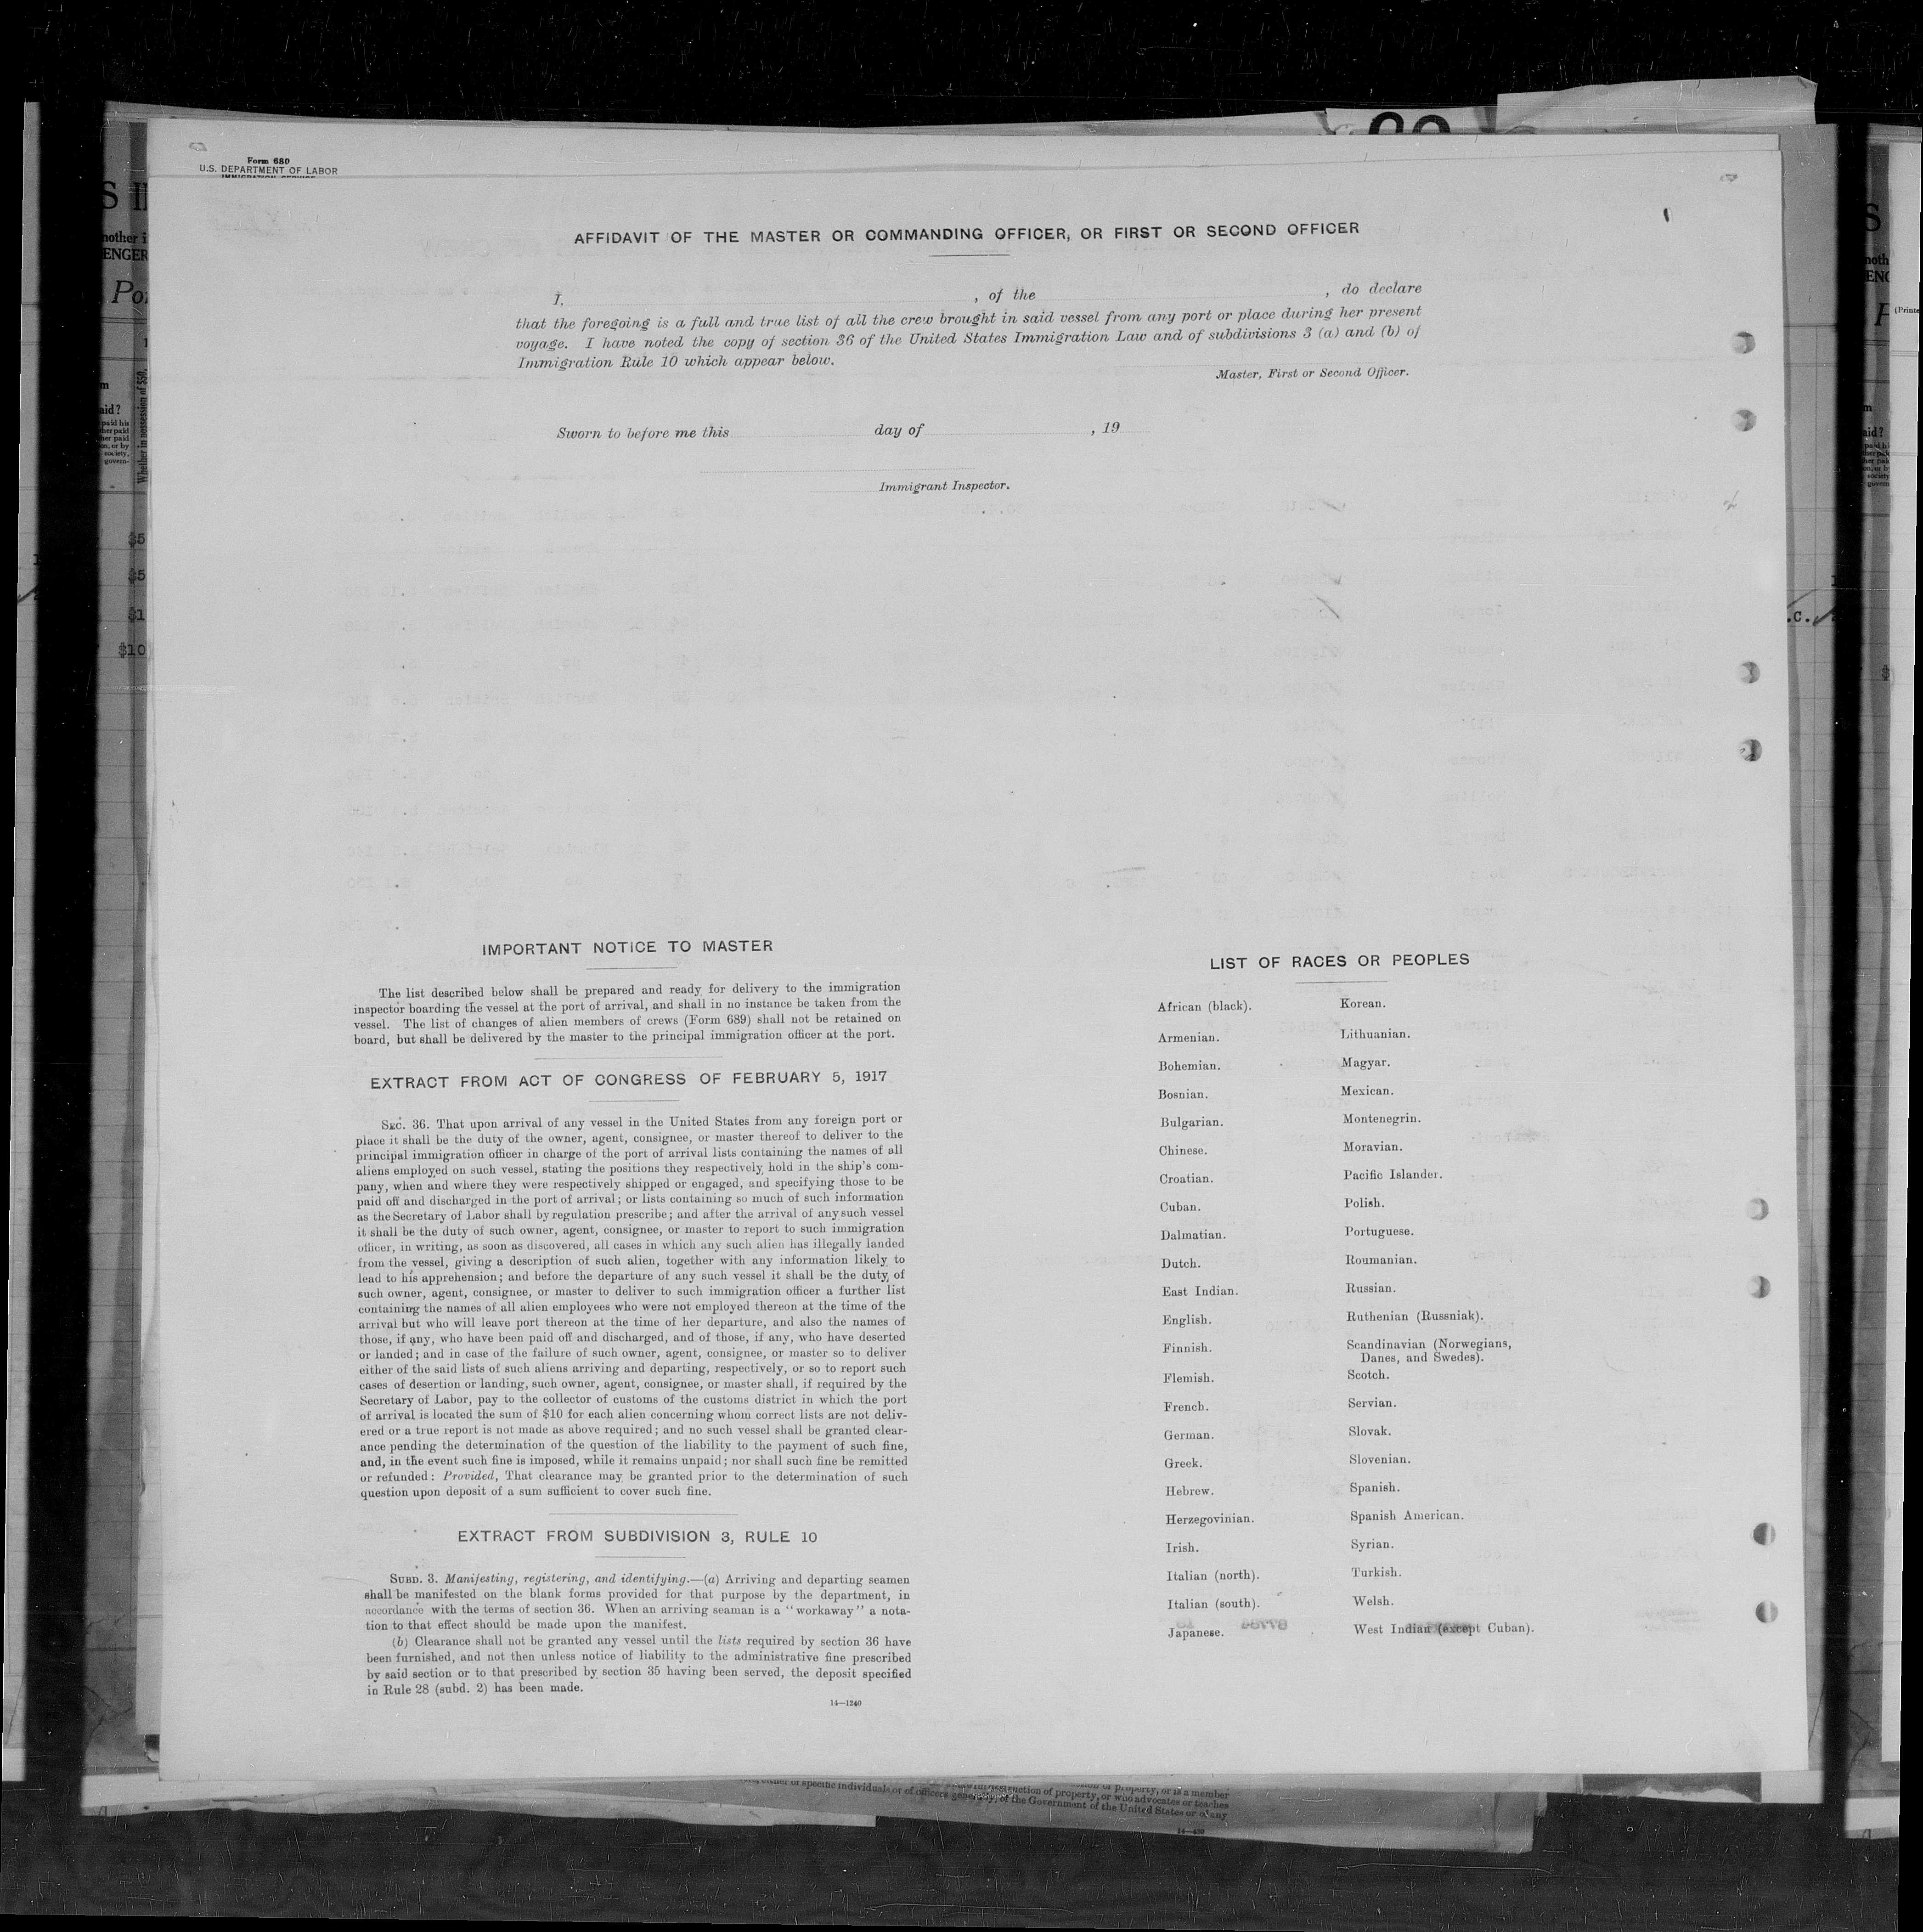 Form 680
U.S. DEPARTMENT OF LABOR
IMMIGRATION SERVICE
AFFIDAVIT OF THE MASTER OR COMMANDING OFFICER, OR FIRST OR SECOND OFFICER
I, , of the , do declare
that the foregoing is a full and true list of all the crew brought in said vessel from any port or place during her present
voyage. I have noted the copy of section 36 of the United States Immigration Law and of subdivisions 3 (a) and (b) of
Immigration Rule 10 which appear below.
Master, First or Second Officer.
Sworn to before me this day of , 19
Immigrant Inspector.
IMPORTANT NOTICE TO MASTER
The list described below shall be prepared and ready for delivery to the immigration
inspector boarding the vessel at the port of arrival, and shall in no instance be taken from the
vessel. The list of changes of alien members of crews (Form 689) shall not be retained on
board, but shall be delivered by the master to the principal immigration officer at the port.
EXTRACT FROM ACT OF CONGRESS OF FEBRUARY 5, 1917
SEC. 36. That upon arrival of any vessel in the United States from any foreign port or
place it shall be the duty of the owner, agent, consignee, or master thereof to deliver to the
principal immigration officer in charge of the port of arrival lists containing the names of all
aliens employed on such vessel, stating the positions they respectively hold in the ship's com-
pany, when and where they were respectively shipped or engaged, and specifying those to be
paid off and discharged in the port of arrival; or lists containing so much of such information
as the Secretary of Labor shall by regulation prescribe; and after the arrival of any such vessel
it shall be the duty of such owner, agent, consignee, or master to report to such immigration
officer, in writing, as soon as discovered, all cases in which any such alien has illegally landed
from the vessel, giving a description of such alien, together with any information likely to
lead to his apprehension; and before the departure of any such vessel it shall be the duty of
such owner, agent, consignee, or master to deliver to such immigration officer a further list
containing the names of all alien employees who were not employed thereon at the time of the
arrival but who will leave port thereon at the time of her departure, and also the names of
those, if any, who have been paid off and discharged, and of those, if any, who have deserted
or landed; and in case of the failure of such owner, agent, consignee, or master so to deliver
either of the said lists of such aliens arriving and departing, respectively, or so to report such
cases of desertion or landing, such owner, agent, consignee, or master shall, if required by the
Secretary of Labor, pay to the collector of customs of the customs district in which the port
of arrival is located the sum of $10 for each alien concerning whom correct lists are not deliv-
ered or a true report is not made as above required; and no such vessel shall be granted clear-
ance pending the determination of the question of the liability to the payment of such fine,
and, in the event such fine is imposed, while it remains unpaid; nor shall such fine be remitted
or refunded: Provided, That clearance may be granted prior to the determination of such
question upon deposit of a sum sufficient to cover such fine.
EXTRACT FROM SUBDIVISION 3, RULE 10
SUBD. 3. Manifesting, registering, and identifying.—(a) Arriving and departing seamen
shall be manifested on the blank forms provided for that purpose by the department, in
accordance with the terms of section 36. When an arriving seaman is a "workaway" a nota-
tion to that effect should be made upon the manifest.
(b) Clearance shall not be granted any vessel until the lists required by section 36 have
been furnished, and not then unless notice of liability to the administrative fine prescribed
by said section or to that prescribed by section 35 having been served, the deposit specified
in Rule 28 (subd. 2) has been made.
14—1240
LIST OF RACES OR PEOPLES
African (black).
Armenian.
Bohemian.
Bosnian.
Bulgarian.
Chinese.
Croatian.
Cuban.
Dalmatian.
Dutch.
East Indian.
English.
Finnish.
Flemish.
French.
German.
Greek.
Hebrew.
Herzegovinian.
Irish.
Italian (north).
Italian (south).
Japanese.
Korean.
Lithuanian.
Magyar.
Mexican.
Montenegrin.
Moravian.
Pacific Islander.
Polish.
Portuguese.
Roumanian.
Russian.
Ruthenian (Russniak).
Scandinavian (Norwegians,
Danes, and Swedes).
Scotch.
Servian.
Slovak.
Slovenian.
Spanish.
Spanish American.
Syrian.
Turkish.
Welsh.
West Indian (except Cuban).
of property, or is a member
of specific individuals or of officers generally, of the Government of the United States or of any